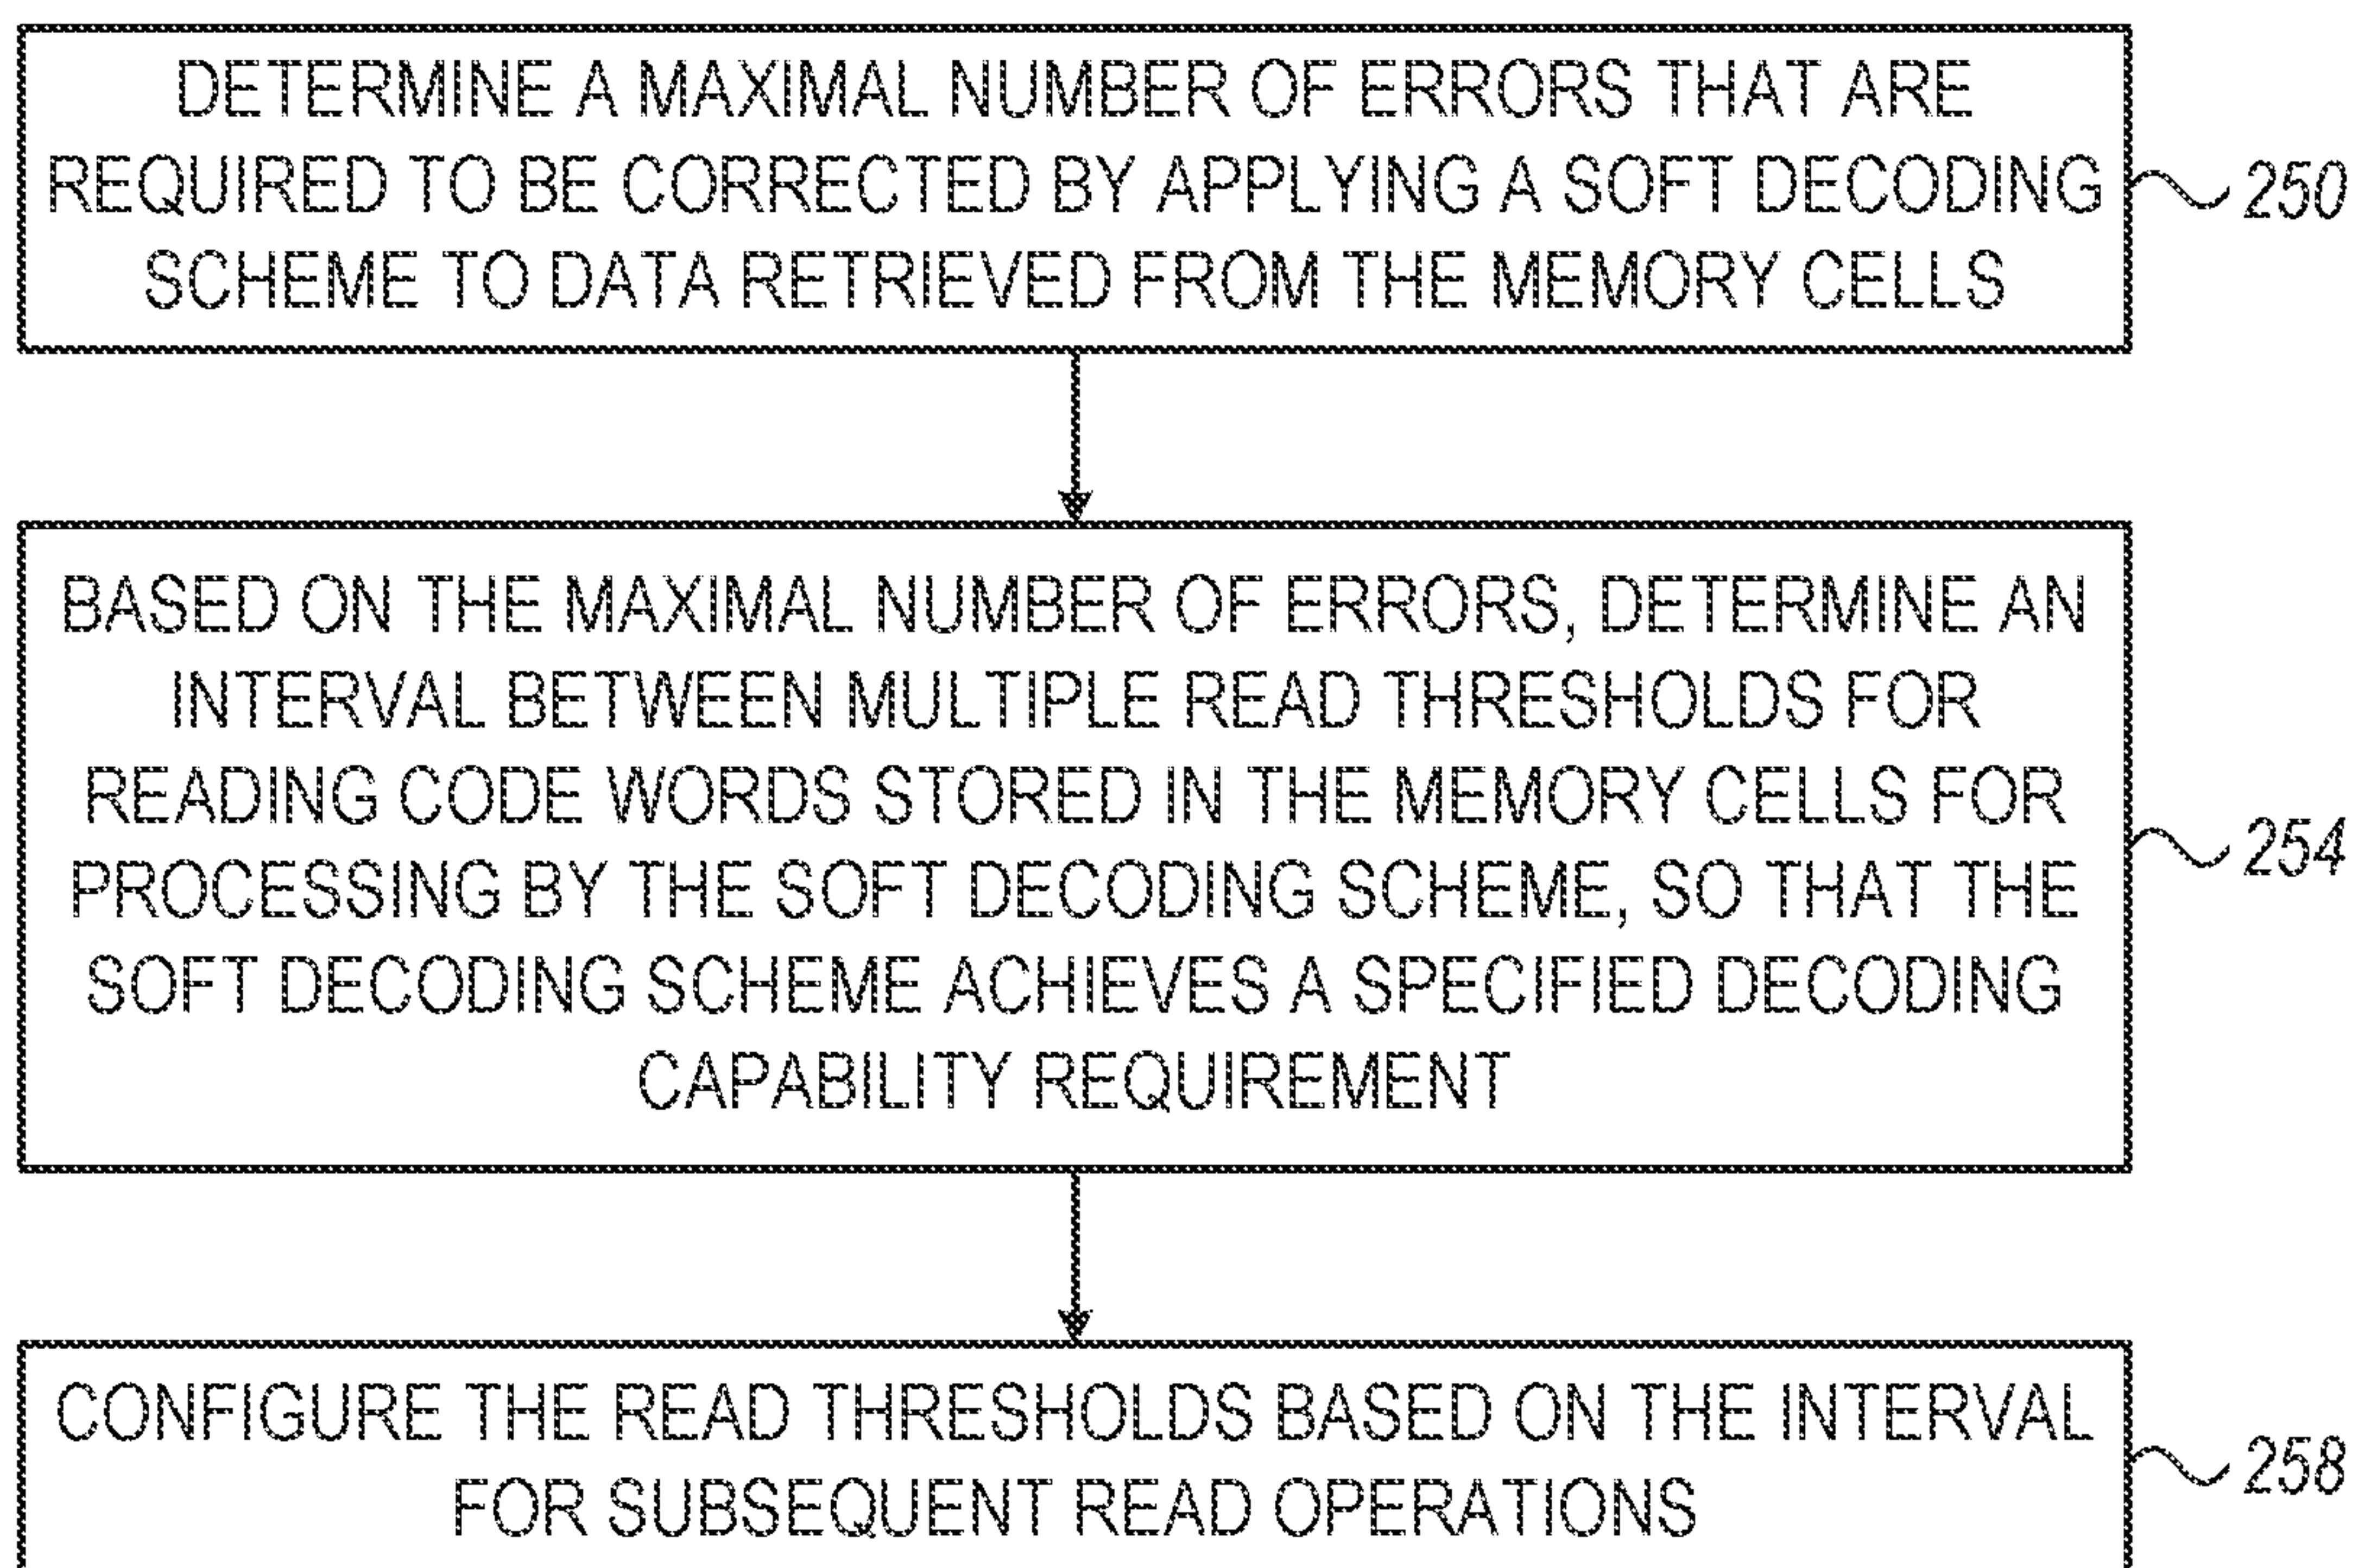 DETERMINE A MAXIMAL NUMBER OF ERRORS THAT ARE
REQUIRED TO BE CORRECTED BY APPLYING A SOFT DECODING
SCHEME TO DATA RETRIEVED FROM THE MEMORY CELLS
250
BASED ON THE MAXIMAL NUMBER OF ERRORS, DETERMINE AN
INTERVAL BETWEEN MULTIPLE READ THRESHOLDS FOR
READING CODE WORDS STORED IN THE MEMORY CELLS FOR
PROCESSING BY THE SOFT DECODING SCHEME, SO THAT THE
SOFT DECODING SCHEME ACHIEVES A SPECIFIED DECODING
CAPABILITY REQUIREMENT
254
CONFIGURE THE READ THRESHOLDS BASED ON THE INTERVAL
FOR SUBSEQUENT READ OPERATIONS
258